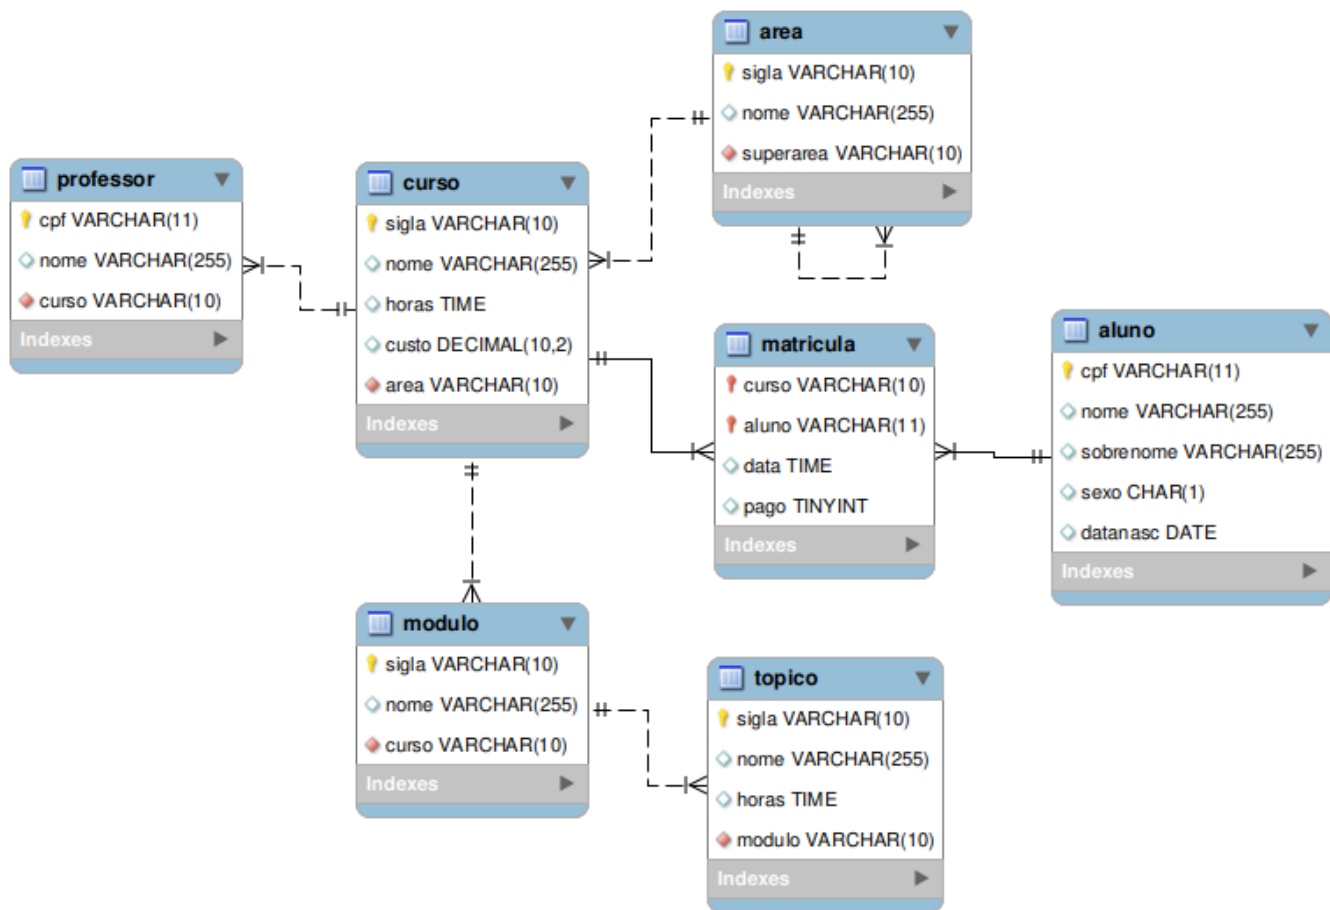 area
sigla VARCHAR(10)
nome VARCHAR(255)
superarea VARCHAR(10)
Indexes
professor
cpf VARCHAR(11)
nome VARCHAR(255)
curso VARCHAR(10)
Indexes
curso
sigla VARCHAR(10)
nome VARCHAR(255)
horas TIME
custo DECIMAL(10,2)
area VARCHAR(10)
Indexes
matricula
curso VARCHAR(10)
aluno VARCHAR(11)
data TIME
pago TINYINT
Indexes
aluno
cpf VARCHAR(11)
nome VARCHAR(255)
sobrenome VARCHAR(255)
sexo CHAR(1)
datanasc DATE
Indexes
modulo
sigla VARCHAR(10)
nome VARCHAR(255)
curso VARCHAR(10)
Indexes
topico
sigla VARCHAR(10)
nome VARCHAR(255)
horas TIME
modulo VARCHAR(10)
Indexes